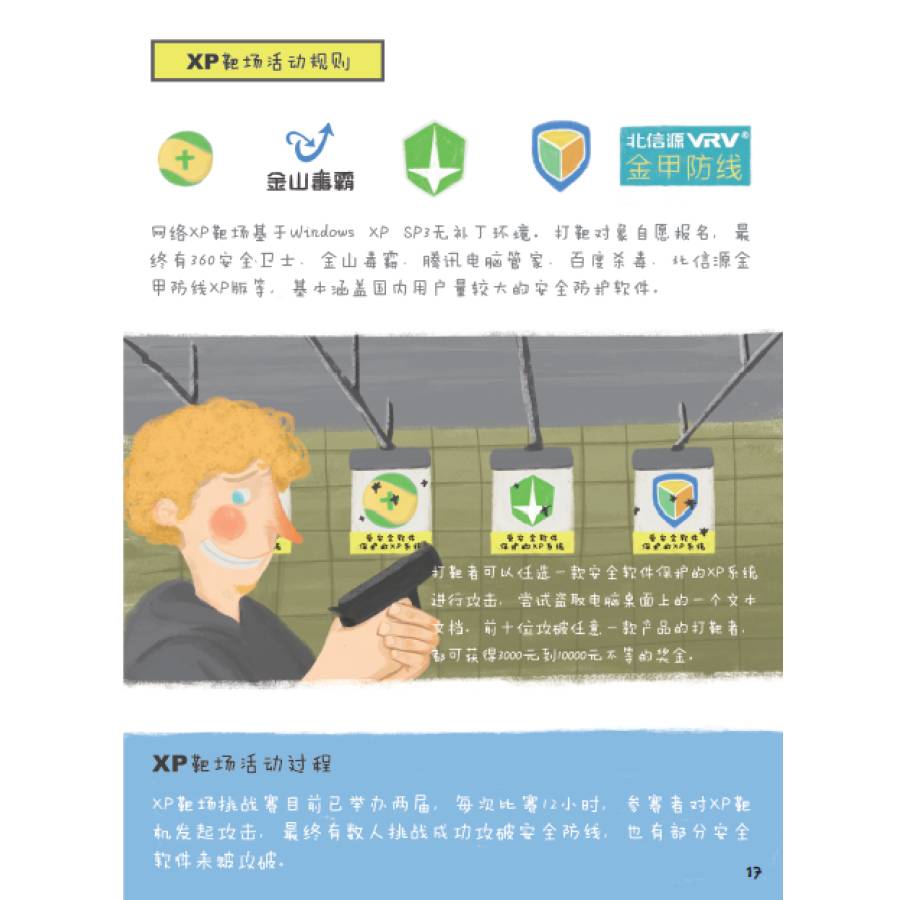 XP靶场活动规则
金山毒霸
北信源VRV®
金甲防线
网络XP靶场基于Windows XP SP3无补丁环境。打靶对象自愿报名，最
终有360安全卫士、金山毒霸、腾讯电脑管家、百度杀毒、北信源金
甲防线XP版等，基本涵盖国内用户量较大的安全防护软件。
受安全软件
保护的XP系统
受安全软件
保护的XP系统
受安全软件
保护的XP系统
打靶者可以任选一款安全软件保护的XP系统
进行攻击，尝试盗取电脑桌面上的一个文本
文档。前十位攻破任意一款产品的打靶者，
都可获得3000元到10000元不等的奖金。
XP靶场活动过程
XP靶场挑战赛目前已举办两届，每次比赛12小时，参赛者对XP靶
机发起攻击，最终有数人挑战成功攻破安全防线，也有部分安全
软件未被攻破。
17